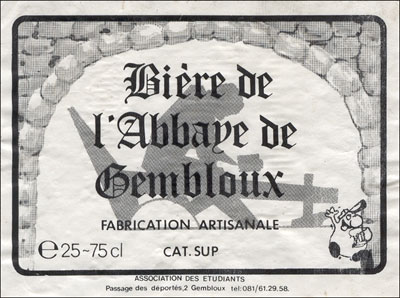 Bière de
l'Abbaye de
Gembloux
FABRICATION ARTISANALE
e 25-75 cl
CAT. SUP
ASSOCIATION DES ETUDIANTS
Passage des déportés,2 Gembloux tel:081/61.29.58.